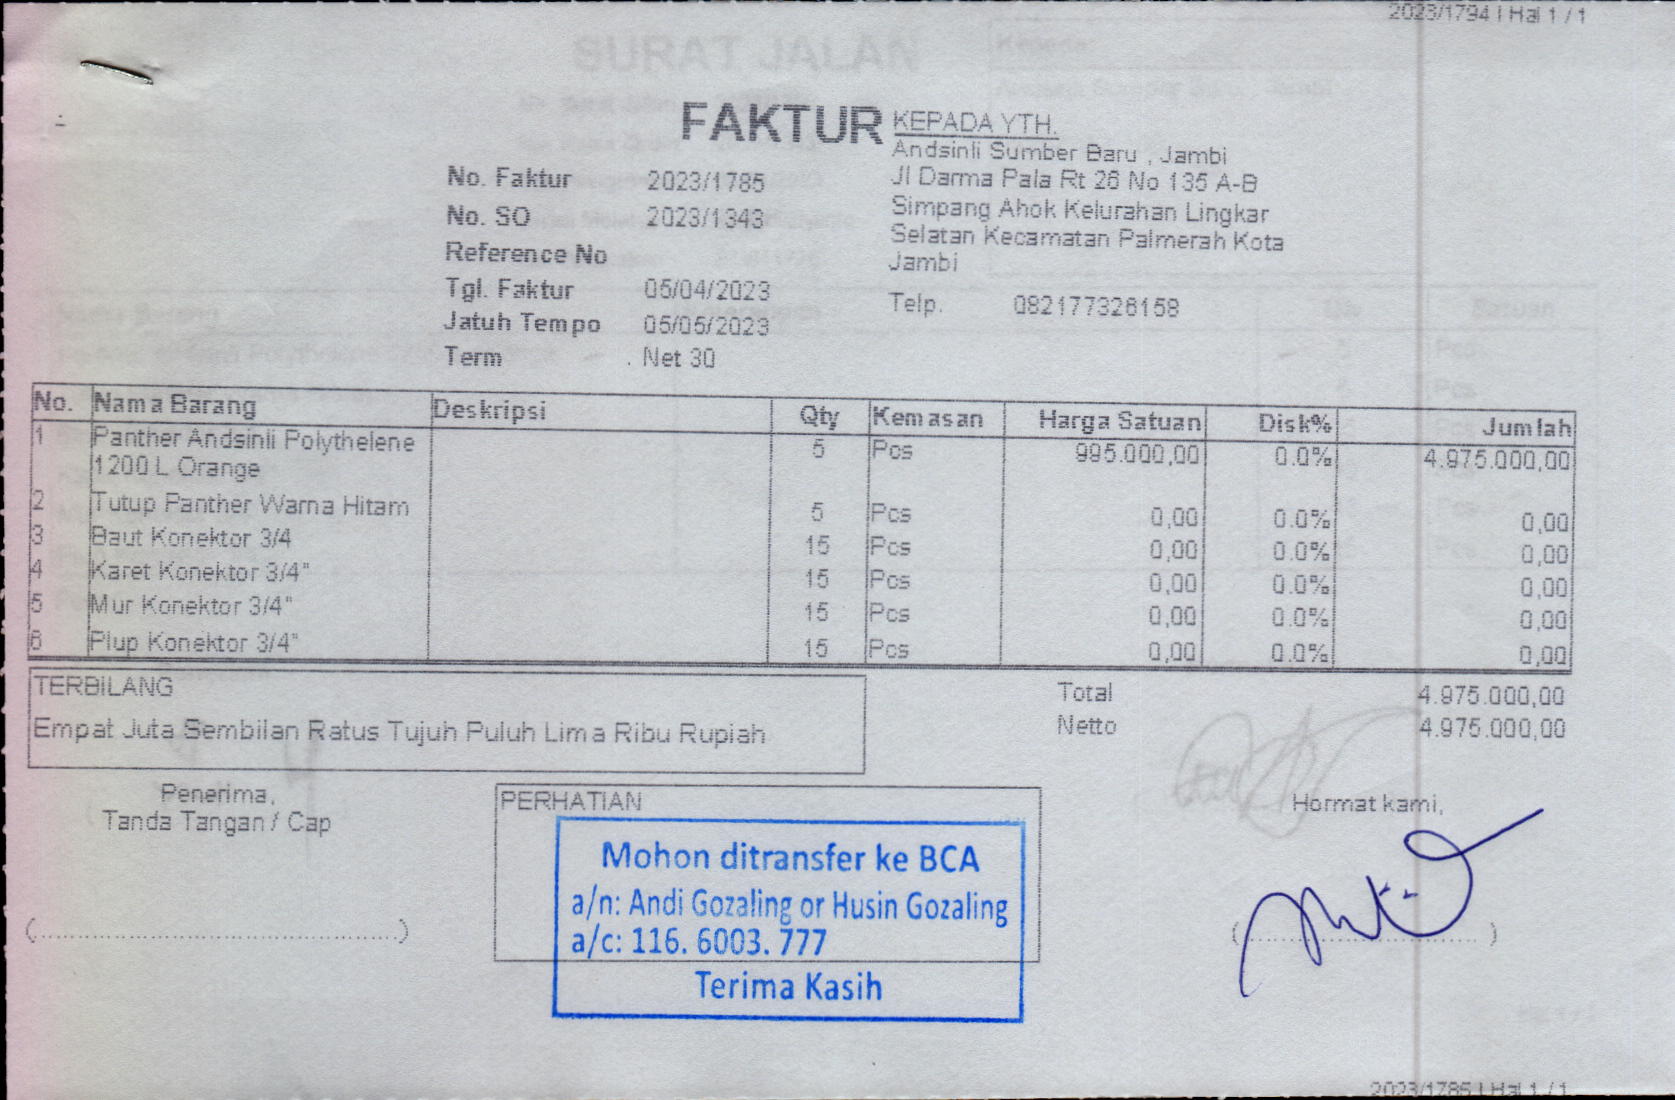 2023/1794 | Hal 1 / 1
SURAT JALAN
FAKTUR
KEPADA YTH.
Andsinli Sumber Baru , Jambi
Jl Darma Pala Rt 26 No 135 A-B
Simpang Ahok Kelurahan Lingkar
Selatan Kecamatan Palmerah Kota
Jambi
Telp. 082177326158
No. Faktur 2023/1785
No. SO 2023/1343
Reference No
Tgl. Faktur 05/04/2023
Jatuh Tempo 05/05/2023
Term . Net 30
No. Nama Barang Deskripsi Qty Kemasan Harga Satuan Disk% Jumlah
1 Panther Andsinli Polythelene 5 Pcs 995.000,00 0.0% 4.975.000,00
1200 L Orange
2 Tutup Panther Warna Hitam 5 Pcs 0,00 0.0% 0,00
3 Baut Konektor 3/4 15 Pcs 0,00 0.0% 0,00
4 Karet Konektor 3/4" 15 Pcs 0,00 0.0% 0,00
5 Mur Konektor 3/4" 15 Pcs 0,00 0.0% 0,00
6 Plup Konektor 3/4" 15 Pcs 0,00 0.0% 0,00
TERBILANG
Empat Juta Sembilan Ratus Tujuh Puluh Lima Ribu Rupiah
Total 4.975.000,00
Netto 4.975.000,00
Penerima,
Tanda Tangan / Cap
(................................................)
PERHATIAN
Mohon ditransfer ke BCA
a/n: Andi Gozaling or Husin Gozaling
a/c: 116. 6003. 777
Terima Kasih
Hormat kami,
(................................)
2023/1785 | Hal 1 / 1